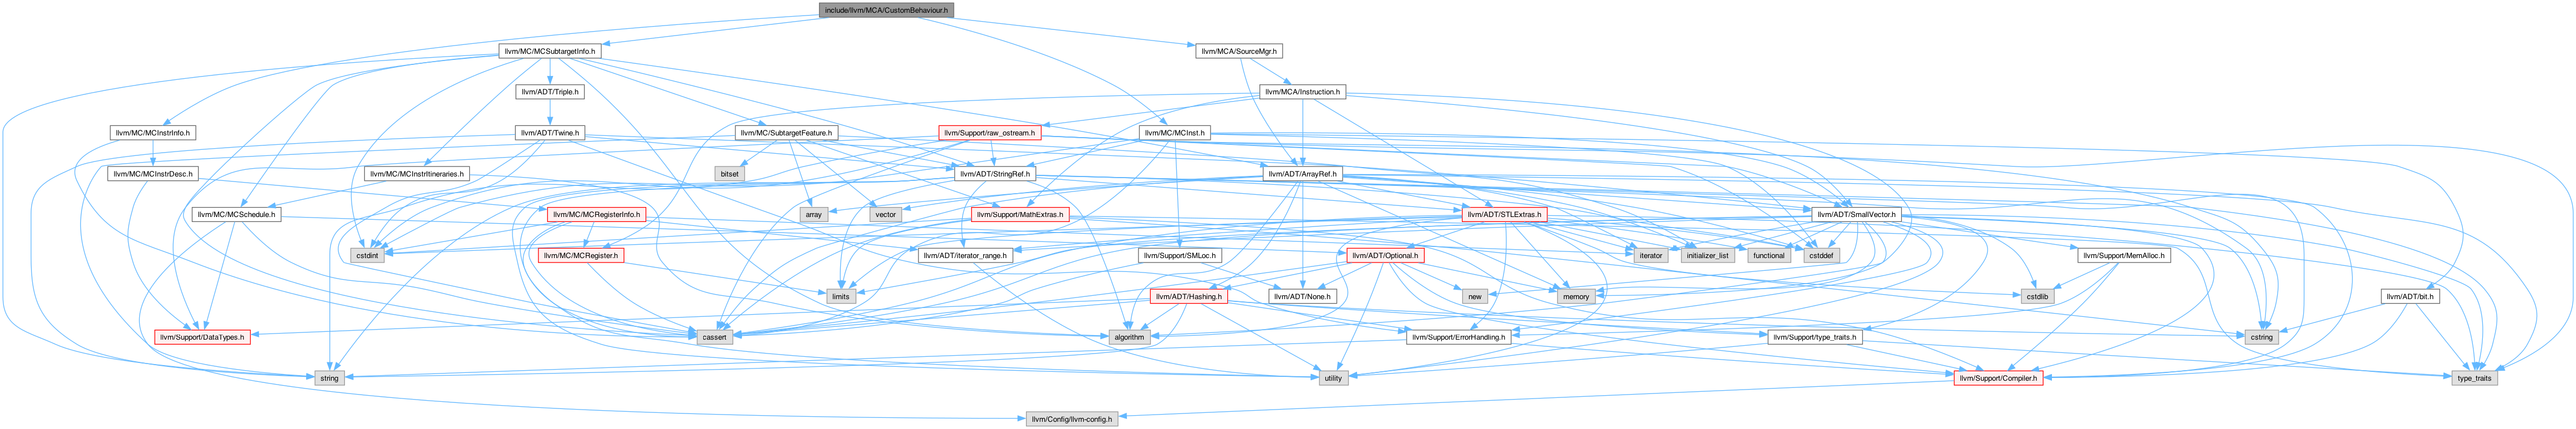 include/llvm/MCA/CustomBehaviour.h
llvm/MC/MCSubtargetInfo.h
llvm/MCA/SourceMgr.h
llvm/ADT/Triple.h
llvm/MCA/Instruction.h
llvm/MC/MCInstrInfo.h
llvm/ADT/Twine.h
llvm/MC/SubtargetFeature.h
llvm/Support/raw_ostream.h
llvm/MC/MCInst.h
llvm/MC/MCInstrDesc.h
llvm/MC/MCInstrItineraries.h
bitset
llvm/ADT/StringRef.h
llvm/ADT/ArrayRef.h
llvm/MC/MCSchedule.h
llvm/MC/MCRegisterInfo.h
array
vector
llvm/Support/MathExtras.h
llvm/ADT/STLExtras.h
llvm/ADT/SmallVector.h
cstdint
llvm/MC/MCRegister.h
llvm/ADT/iterator_range.h
llvm/Support/SMLoc.h
llvm/ADT/Optional.h
iterator
initializer_list
functional
cstddef
llvm/Support/MemAlloc.h
limits
llvm/ADT/Hashing.h
llvm/ADT/None.h
new
memory
cstdlib
llvm/ADT/bit.h
llvm/Support/DataTypes.h
cassert
algorithm
llvm/Support/ErrorHandling.h
llvm/Support/type_traits.h
cstring
string
utility
llvm/Support/Compiler.h
type_traits
llvm/Config/llvm-config.h